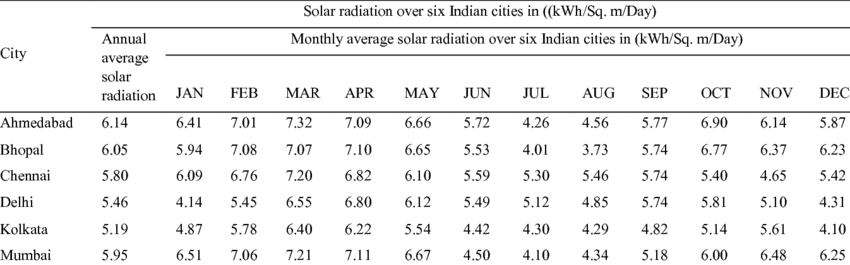 Solar radiation over six Indian cities in ((kWh/Sq. m/Day)
City Annual average solar radiation Monthly average solar radiation over six Indian cities in (kWh/Sq. m/Day)
JAN FEB MAR APR MAY JUN JUL AUG SEP OCT NOV DEC
Ahmedabad 6.14 6.41 7.01 7.32 7.09 6.66 5.72 4.26 4.56 5.77 6.90 6.14 5.87
Bhopal 6.05 5.94 7.08 7.07 7.10 6.65 5.53 4.01 3.73 5.74 6.77 6.37 6.23
Chennai 5.80 6.09 6.76 7.20 6.82 6.10 5.59 5.30 5.46 5.74 5.40 4.65 5.42
Delhi 5.46 4.14 5.45 6.55 6.80 6.12 5.49 5.12 4.85 5.74 5.81 5.10 4.31
Kolkata 5.19 4.87 5.78 6.40 6.22 5.54 4.42 4.30 4.29 4.82 5.14 5.61 4.10
Mumbai 5.95 6.51 7.06 7.21 7.11 6.67 4.50 4.10 4.34 5.18 6.00 6.48 6.25